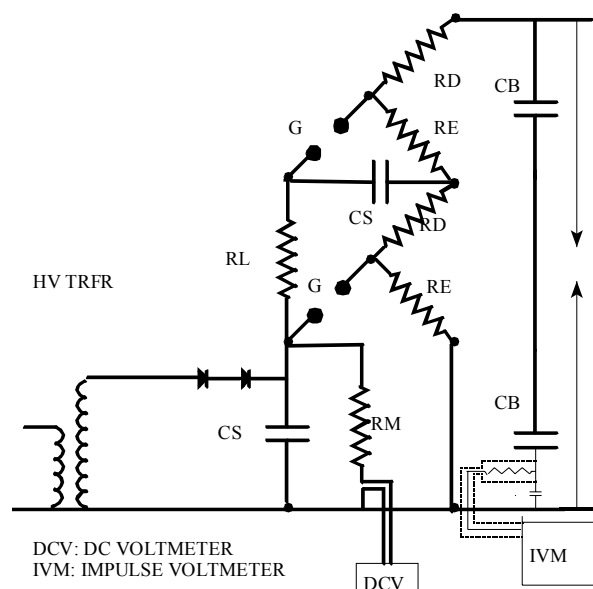 RD
CB
G
RE
CS
RD
RL
HV TRFR
G
RE
CB
CS
RM
DCV: DC VOLTMETER
IVM: IMPULSE VOLTMETER
DCV
IVM